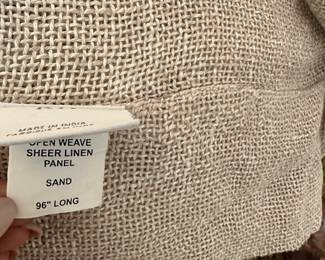 MADE IN INDIA
OPEN WEAVE
SHEER LINEN
PANEL
SAND
96" LONG